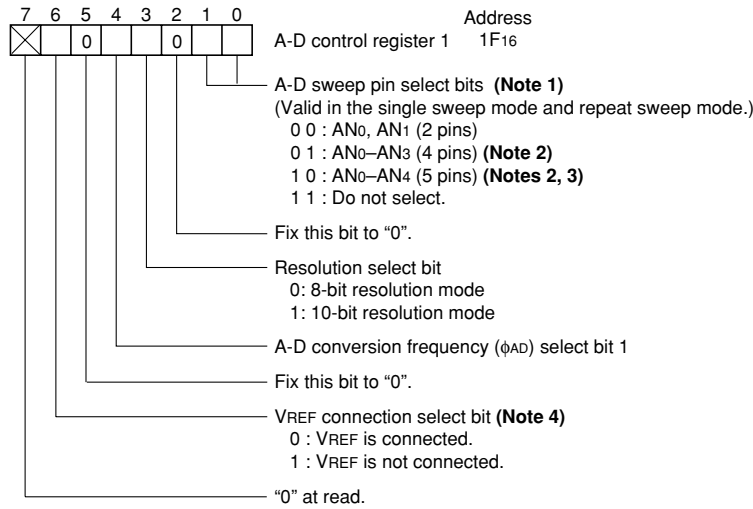 7 6 5 4 3 2 1 0 Address
0 0 A-D control register 1 1F16
A-D sweep pin select bits (Note 1)
(Valid in the single sweep mode and repeat sweep mode.)
0 0 : AN0, AN1 (2 pins)
0 1 : AN0–AN3 (4 pins) (Note 2)
1 0 : AN0–AN4 (5 pins) (Notes 2, 3)
1 1 : Do not select.
Fix this bit to “0”.
Resolution select bit
0: 8-bit resolution mode
1: 10-bit resolution mode
A-D conversion frequency (ϕAD) select bit 1
Fix this bit to “0”.
VREF connection select bit (Note 4)
0 : VREF is connected.
1 : VREF is not connected.
“0” at read.